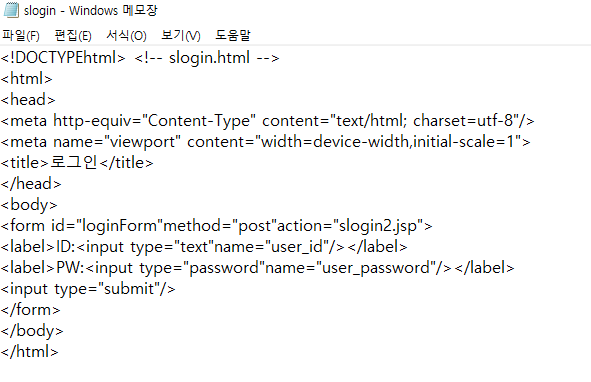 slogin - Windows 메모장
파일(F) 편집(E) 서식(O) 보기(V) 도움말
<!DOCTYPEhtml> <!-- slogin.html -->
<html>
<head>
<meta http-equiv="Content-Type" content="text/html; charset=utf-8"/>
<meta name="viewport" content="width=device-width,initial-scale=1">
<title>로그인</title>
</head>
<body>
<form id="loginForm"method="post"action="slogin2.jsp">
<label>ID:<input type="text"name="user_id"/></label>
<label>PW:<input type="password"name="user_password"/></label>
<input type="submit"/>
</form>
</body>
</html>